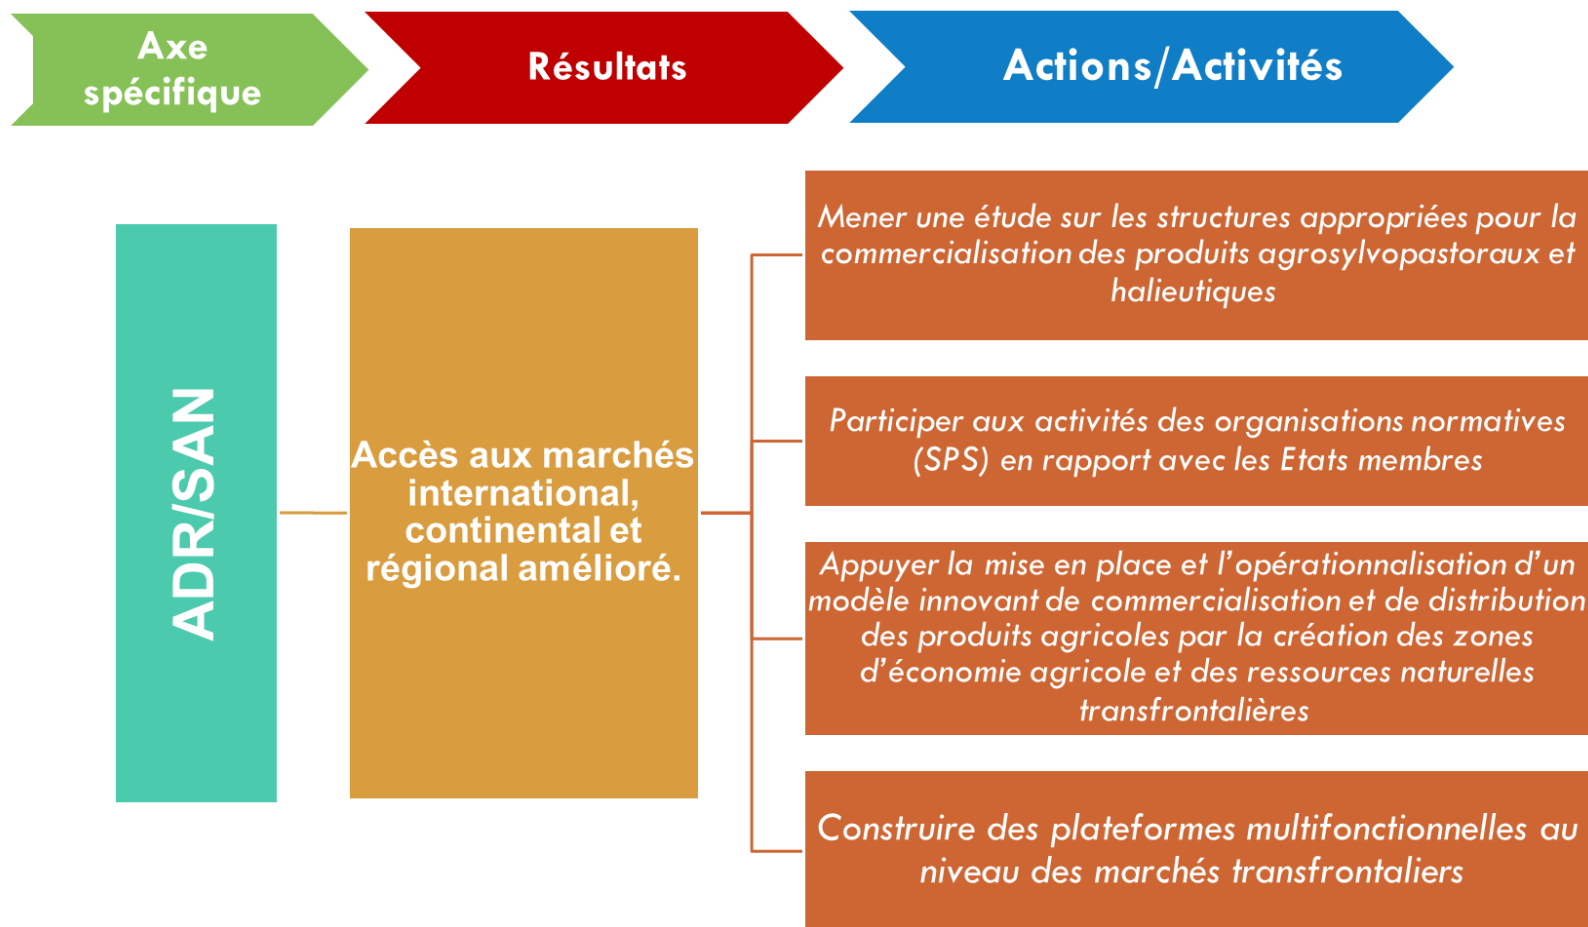 Axe
spécifique
Résultats
Actions/Activités
ADR/SAN
Accès aux marchés
international,
continental et
régional amélioré.
Mener une étude sur les structures appropriées pour la
commercialisation des produits agrosylvopastoraux et
halieutiques
Participer aux activités des organisations normatives
(SPS) en rapport avec les Etats membres
Appuyer la mise en place et l’opérationnalisation d’un
modèle innovant de commercialisation et de distribution
des produits agricoles par la création des zones
d’économie agricole et des ressources naturelles
transfrontalières
Construire des plateformes multifonctionnelles au
niveau des marchés transfrontaliers